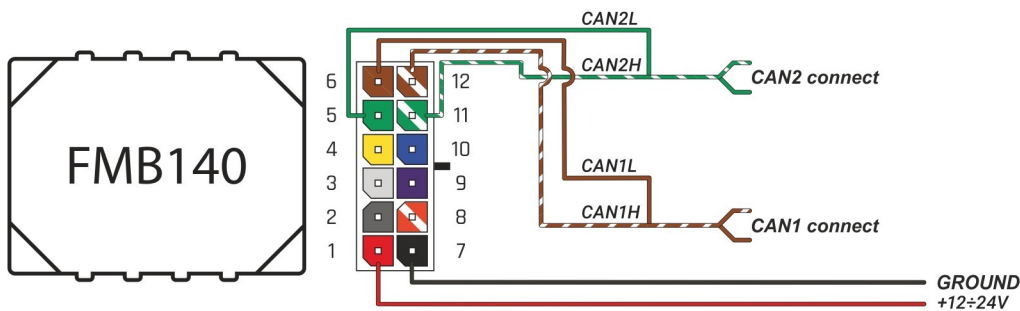 CAN2L
CAN2H
CAN2 connect
FMB140
6 12
5 11
4 10
3 9
2 8
1 7
CAN1L
CAN1H
CAN1 connect
GROUND
+12÷24V